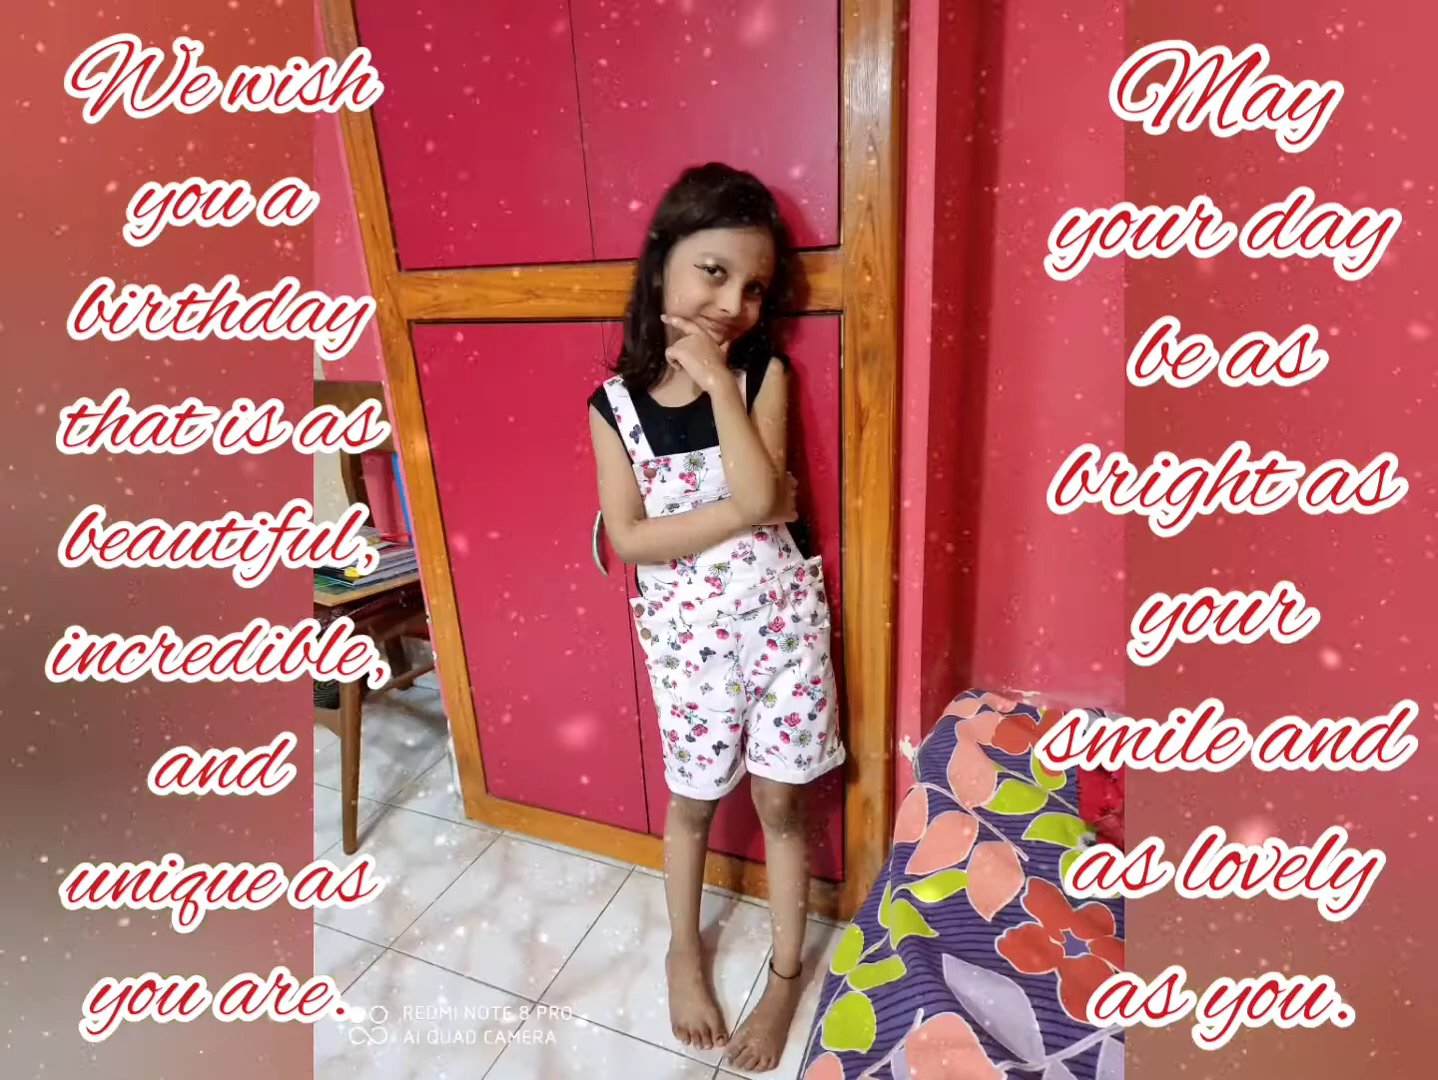 We wish
you a
birthday
that is as
beautiful,
incredible,
and
unique as
you are.
May
your day
be as
bright as
your
smile and
as lovely
as you.
REDMI NOTE 8 PRO
AI QUAD CAMERA